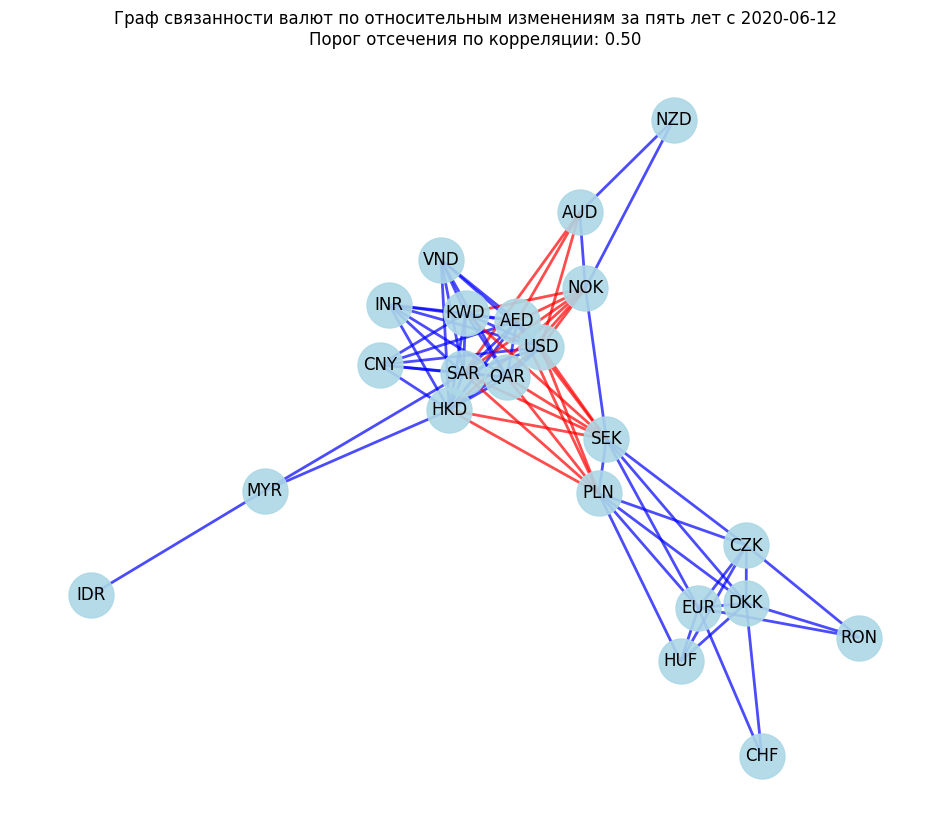 Граф связанности валют по относительным изменениям за пять лет с 2020-06-12
Порог отсечения по корреляции: 0.50
NZD
AUD
VND
NOK
INR
KWD
AED
USD
CNY
SAR
QAR
HKD
SEK
MYR
PLN
CZK
IDR
EUR
DKK
RON
HUF
CHF